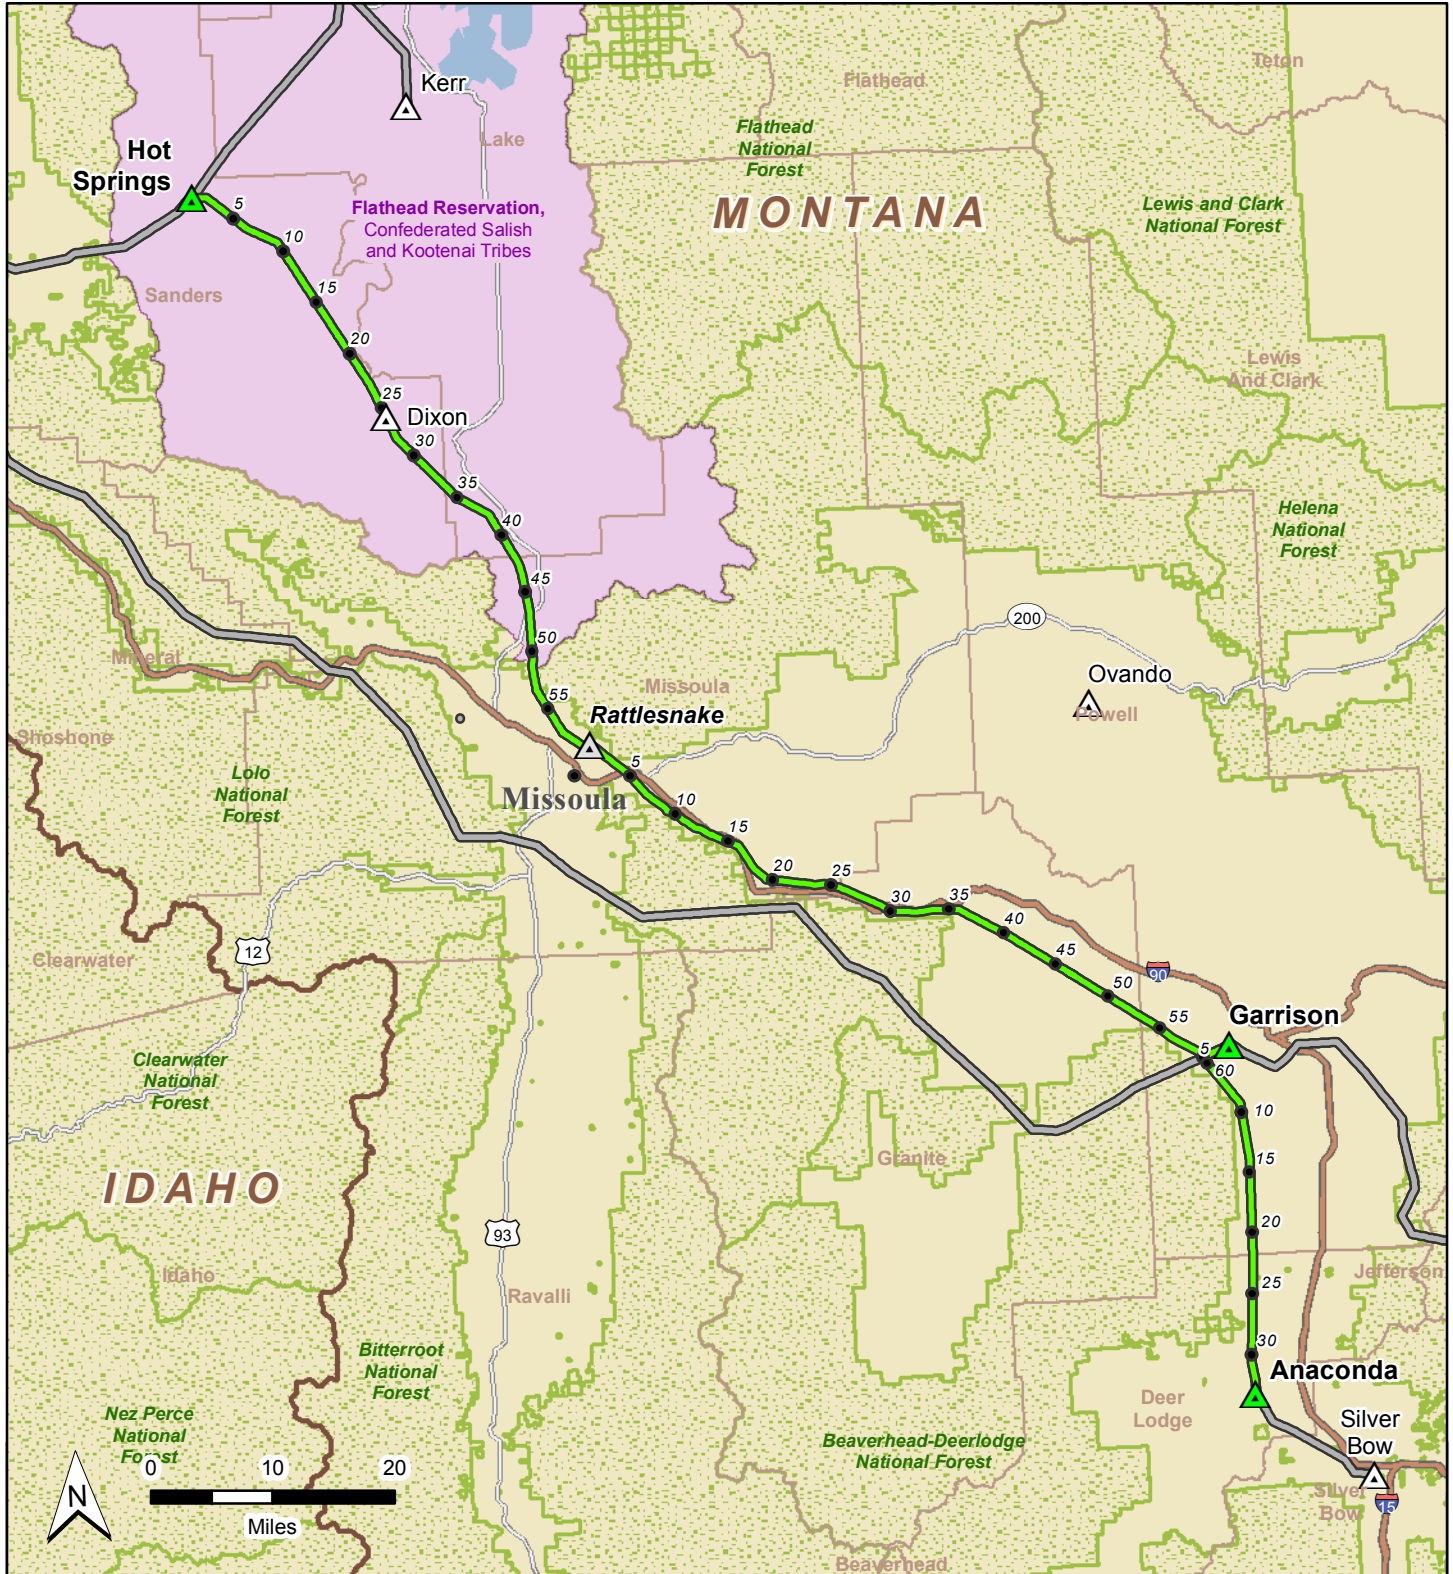 Kerr
Flathead
Teton
Hot
Springs
Lake
Flathead
National
Forest
MONTANA
Lewis and Clark
National Forest
5
10
Flathead Reservation,
Confederated Salish
and Kootenai Tribes
Sanders
15
20
Lewis
And Clark
25
Dixon
30
35
40
Helena
National
Forest
45
50
200
Mineral
55
Missoula
Ovando
Powell
Rattlesnake
Shoshone
Lolo
National
Forest
Missoula
5
10
15
20
25
30
35
40
45
50
55
60
12
Clearwater
90
Garrison
5
Clearwater
National
Forest
10
15
20
25
30
IDAHO
Granite
93
Idaho
Ravalli
Jefferson
Bitterroot
National
Forest
Anaconda
Deer
Lodge
Nez Perce
National
Forest
Silver
Bow
Beaverhead-Deerlodge
National Forest
Silver
Bow
15
N
0 10 20
Miles
Beaverhead